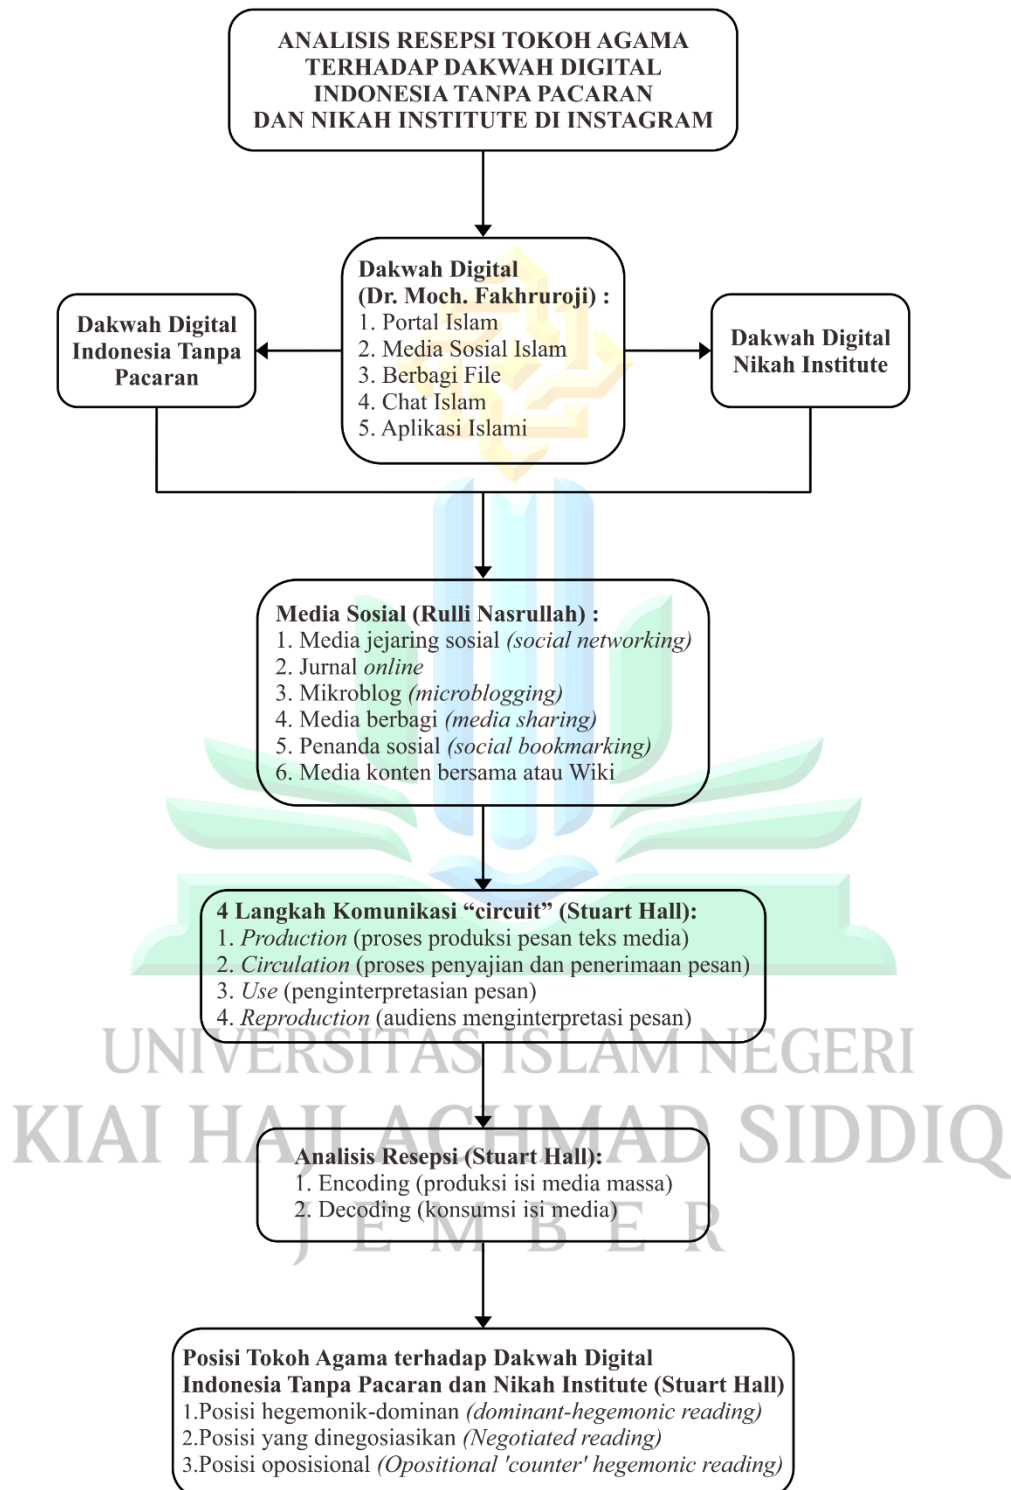 ANALISIS RESEPSI TOKOH AGAMA
TERHADAP DAKWAH DIGITAL
INDONESIA TANPA PACARAN
DAN NIKAH INSTITUTE DI INSTAGRAM
Dakwah Digital
(Dr. Moch. Fakhruroji) :
1. Portal Islam
2. Media Sosial Islam
3. Berbagi File
4. Chat Islam
5. Aplikasi Islami
Dakwah Digital
Indonesia Tanpa
Pacaran
Dakwah Digital
Nikah Institute
Media Sosial (Rulli Nasrullah) :
1. Media jejaring sosial (social networking)
2. Jurnal online
3. Mikroblog (microblogging)
4. Media berbagi (media sharing)
5. Penanda sosial (social bookmarking)
6. Media konten bersama atau Wiki
4 Langkah Komunikasi “circuit” (Stuart Hall):
1. Production (proses produksi pesan teks media)
2. Circulation (proses penyajian dan penerimaan pesan)
3. Use (penginterpretasian pesan)
4. Reproduction (audiens menginterpretasi pesan)
UNIVERSITAS ISLAM NEGERI
KIAI HAJI ACHMAD SIDDIQ
JEMBER
Analisis Resepsi (Stuart Hall):
1. Encoding (produksi isi media massa)
2. Decoding (konsumsi isi media)
Posisi Tokoh Agama terhadap Dakwah Digital
Indonesia Tanpa Pacaran dan Nikah Institute (Stuart Hall)
1.Posisi hegemonik-dominan (dominant-hegemonic reading)
2.Posisi yang dinegosiasikan (Negotiated reading)
3.Posisi oposisional (Opositional 'counter' hegemonic reading)